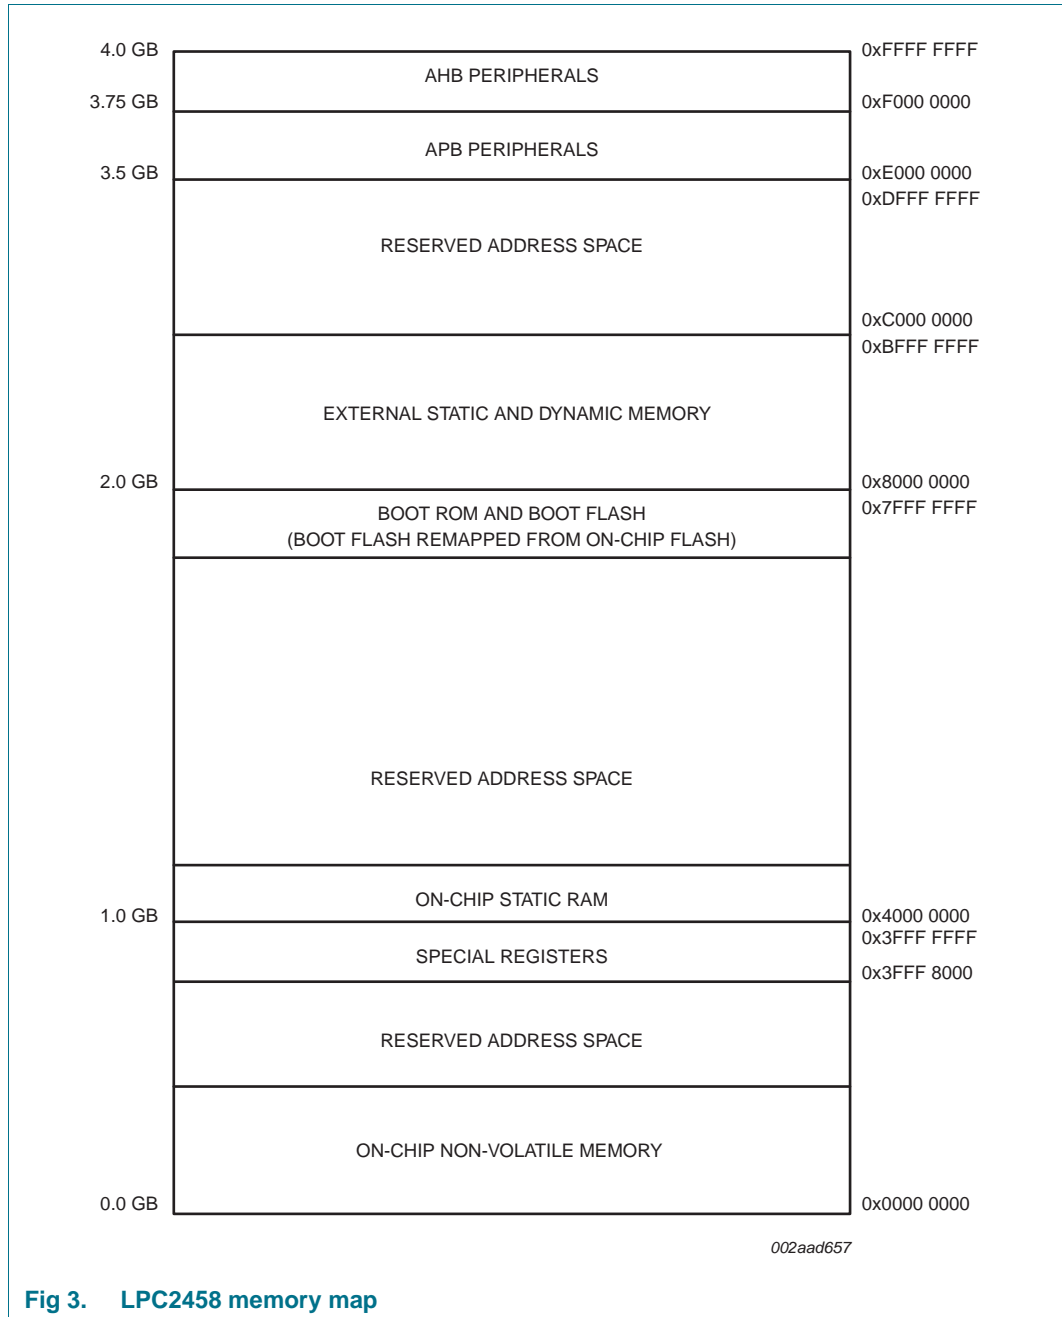 4.0 GB 0xFFFF FFFF
AHB PERIPHERALS
3.75 GB 0xF000 0000
APB PERIPHERALS
3.5 GB 0xE000 0000
0xDFFF FFFF
RESERVED ADDRESS SPACE
0xC000 0000
0xBFFF FFFF
EXTERNAL STATIC AND DYNAMIC MEMORY
2.0 GB 0x8000 0000
0x7FFF FFFF
BOOT ROM AND BOOT FLASH
(BOOT FLASH REMAPPED FROM ON-CHIP FLASH)
RESERVED ADDRESS SPACE
ON-CHIP STATIC RAM
1.0 GB 0x4000 0000
0x3FFF FFFF
SPECIAL REGISTERS
0x3FFF 8000
RESERVED ADDRESS SPACE
ON-CHIP NON-VOLATILE MEMORY
0.0 GB 0x0000 0000
002aad657
Fig 3. LPC2458 memory map